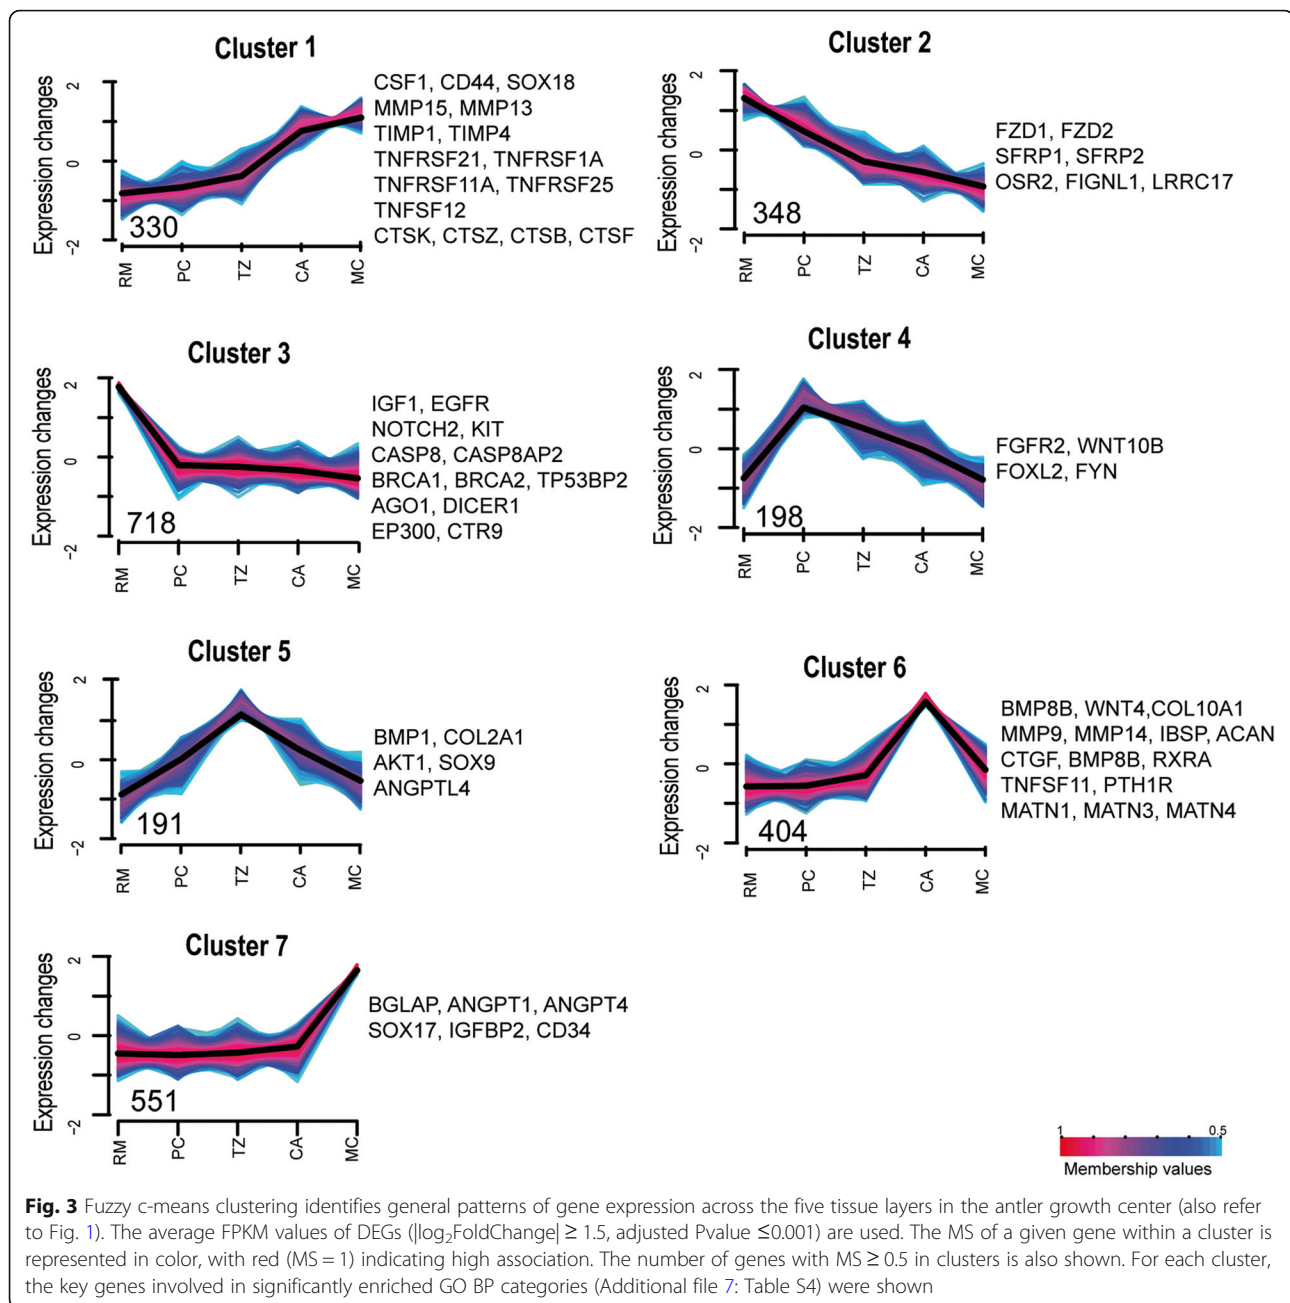 Cluster 1
Expression changes
2
0
−2
330
RM
PC
TZ
CA
MC
CSF1, CD44, SOX18
MMP15, MMP13
TIMP1, TIMP4
TNFRSF21, TNFRSF1A
TNFRSF11A, TNFRSF25
TNFSF12
CTSK, CTSZ, CTSB, CTSF
Cluster 2
Expression changes
2
0
−2
348
RM
PC
TZ
CA
MC
FZD1, FZD2
SFRP1, SFRP2
OSR2, FIGNL1, LRRC17
Cluster 3
Expression changes
2
0
−2
718
RM
PC
TZ
CA
MC
IGF1, EGFR
NOTCH2, KIT
CASP8, CASP8AP2
BRCA1, BRCA2, TP53BP2
AGO1, DICER1
EP300, CTR9
Cluster 4
Expression changes
2
0
−2
198
RM
PC
TZ
CA
MC
FGFR2, WNT10B
FOXL2, FYN
Cluster 5
Expression changes
2
0
−2
191
RM
PC
TZ
CA
MC
BMP1, COL2A1
AKT1, SOX9
ANGPTL4
Cluster 6
Expression changes
2
0
−2
404
RM
PC
TZ
CA
MC
BMP8B, WNT4,COL10A1
MMP9, MMP14, IBSP, ACAN
CTGF, BMP8B, RXRA
TNFSF11, PTH1R
MATN1, MATN3, MATN4
Cluster 7
Expression changes
2
0
−2
551
RM
PC
TZ
CA
MC
BGLAP, ANGPT1, ANGPT4
SOX17, IGFBP2, CD34
1 0.5
Membership values
Fig. 3 Fuzzy c-means clustering identifies general patterns of gene expression across the five tissue layers in the antler growth center (also refer
to Fig. 1). The average FPKM values of DEGs (|log₂FoldChange| ≥ 1.5, adjusted Pvalue ≤0.001) are used. The MS of a given gene within a cluster is
represented in color, with red (MS = 1) indicating high association. The number of genes with MS ≥ 0.5 in clusters is also shown. For each cluster,
the key genes involved in significantly enriched GO BP categories (Additional file 7: Table S4) were shown